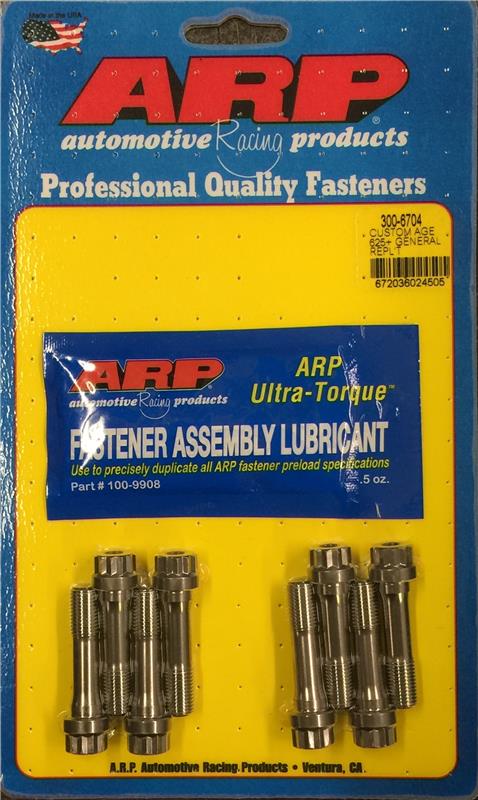 Made in the USA
ARP
automotive Racing products
Professional Quality Fasteners
300-6704
CUSTOM AGE
625+ GENERAL
REPL T
672036024505
ARP
automotive Racing products
ARP
Ultra-Torque™
FASTENER ASSEMBLY LUBRICANT
Use to precisely duplicate all ARP fastener preload specifications
Part # 100-9908
.5 oz.
A.R.P. Automotive Racing Products • Ventura, CA.